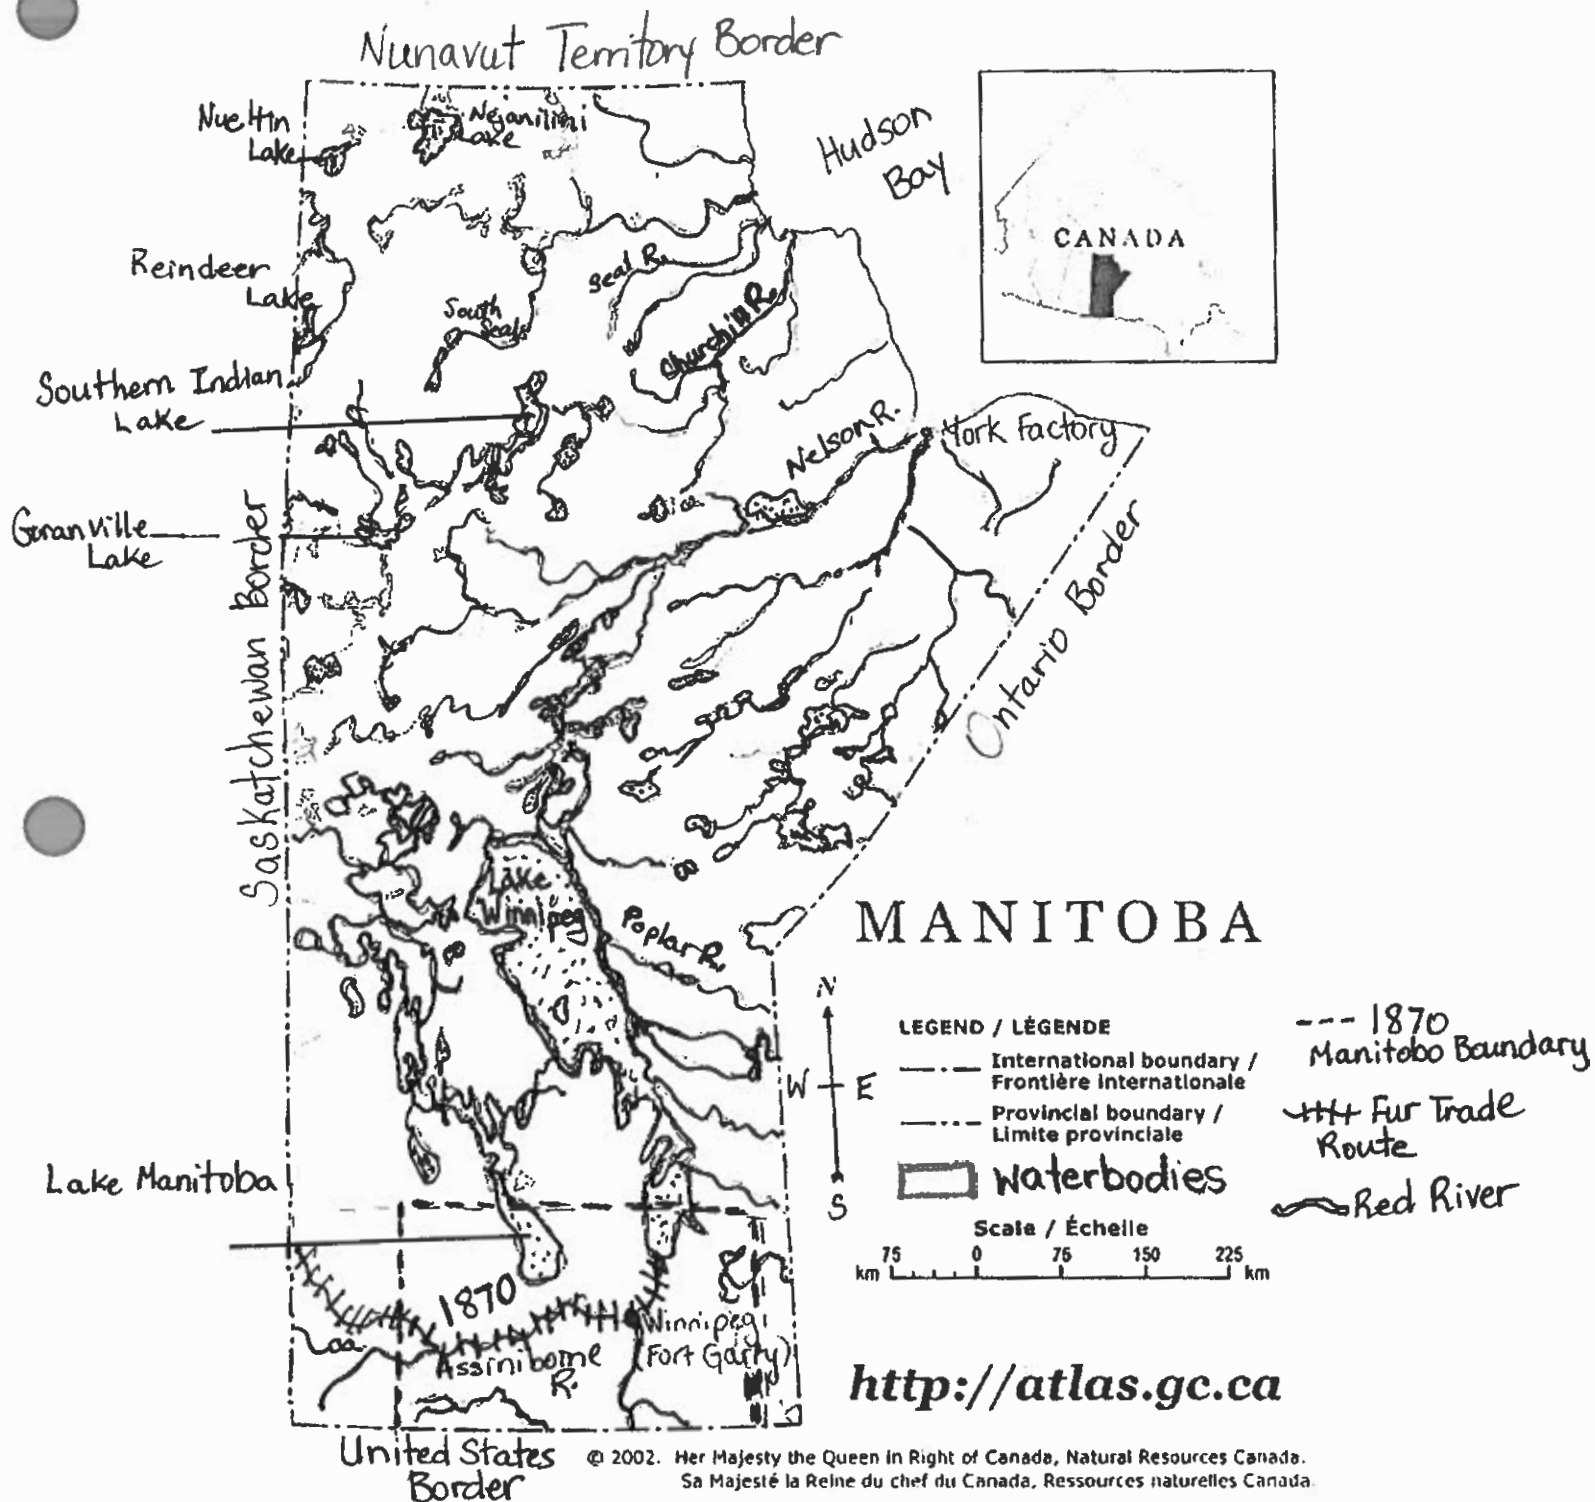 Nunavut Territory Border
Nueltin
Lake
Nejanilini
Lake
Hudson
Bay
CANADA
Reindeer
Lake
Seal R.
South
Seal
Churchill R.
Southern Indian
Lake
Nelson R.
York Factory
Granville
Lake
Saskatchewan Border
Ontario Border
Lake
Winnipeg
Poplar R.
MANITOBA
N
W
E
S
LEGEND / LÉGENDE
International boundary /
Frontière internationale
Provincial boundary /
Limite provinciale
Waterbodies
Scale / Échelle
75 0 75 150 225
km km
1870
Manitobo Boundary
Fur Trade
Route
Red River
Lake Manitoba
1870
Assiniboine
R.
Winnipeg
(Fort Garry)
http://atlas.gc.ca
United States
Border
© 2002. Her Majesty the Queen in Right of Canada, Natural Resources Canada.
Sa Majesté la Reine du chef du Canada, Ressources naturelles Canada.